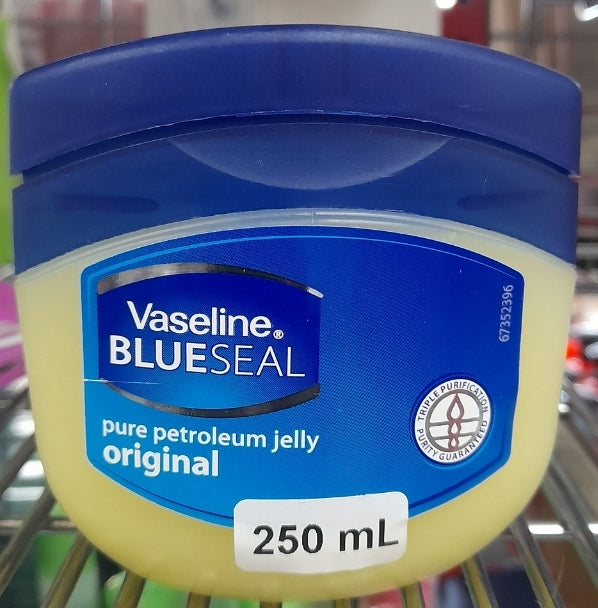 Vaseline®
BLUESEAL
pure petroleum jelly
original
67352396
TRIPLE PURIFICATION
PURITY GUARANTEED
250 mL